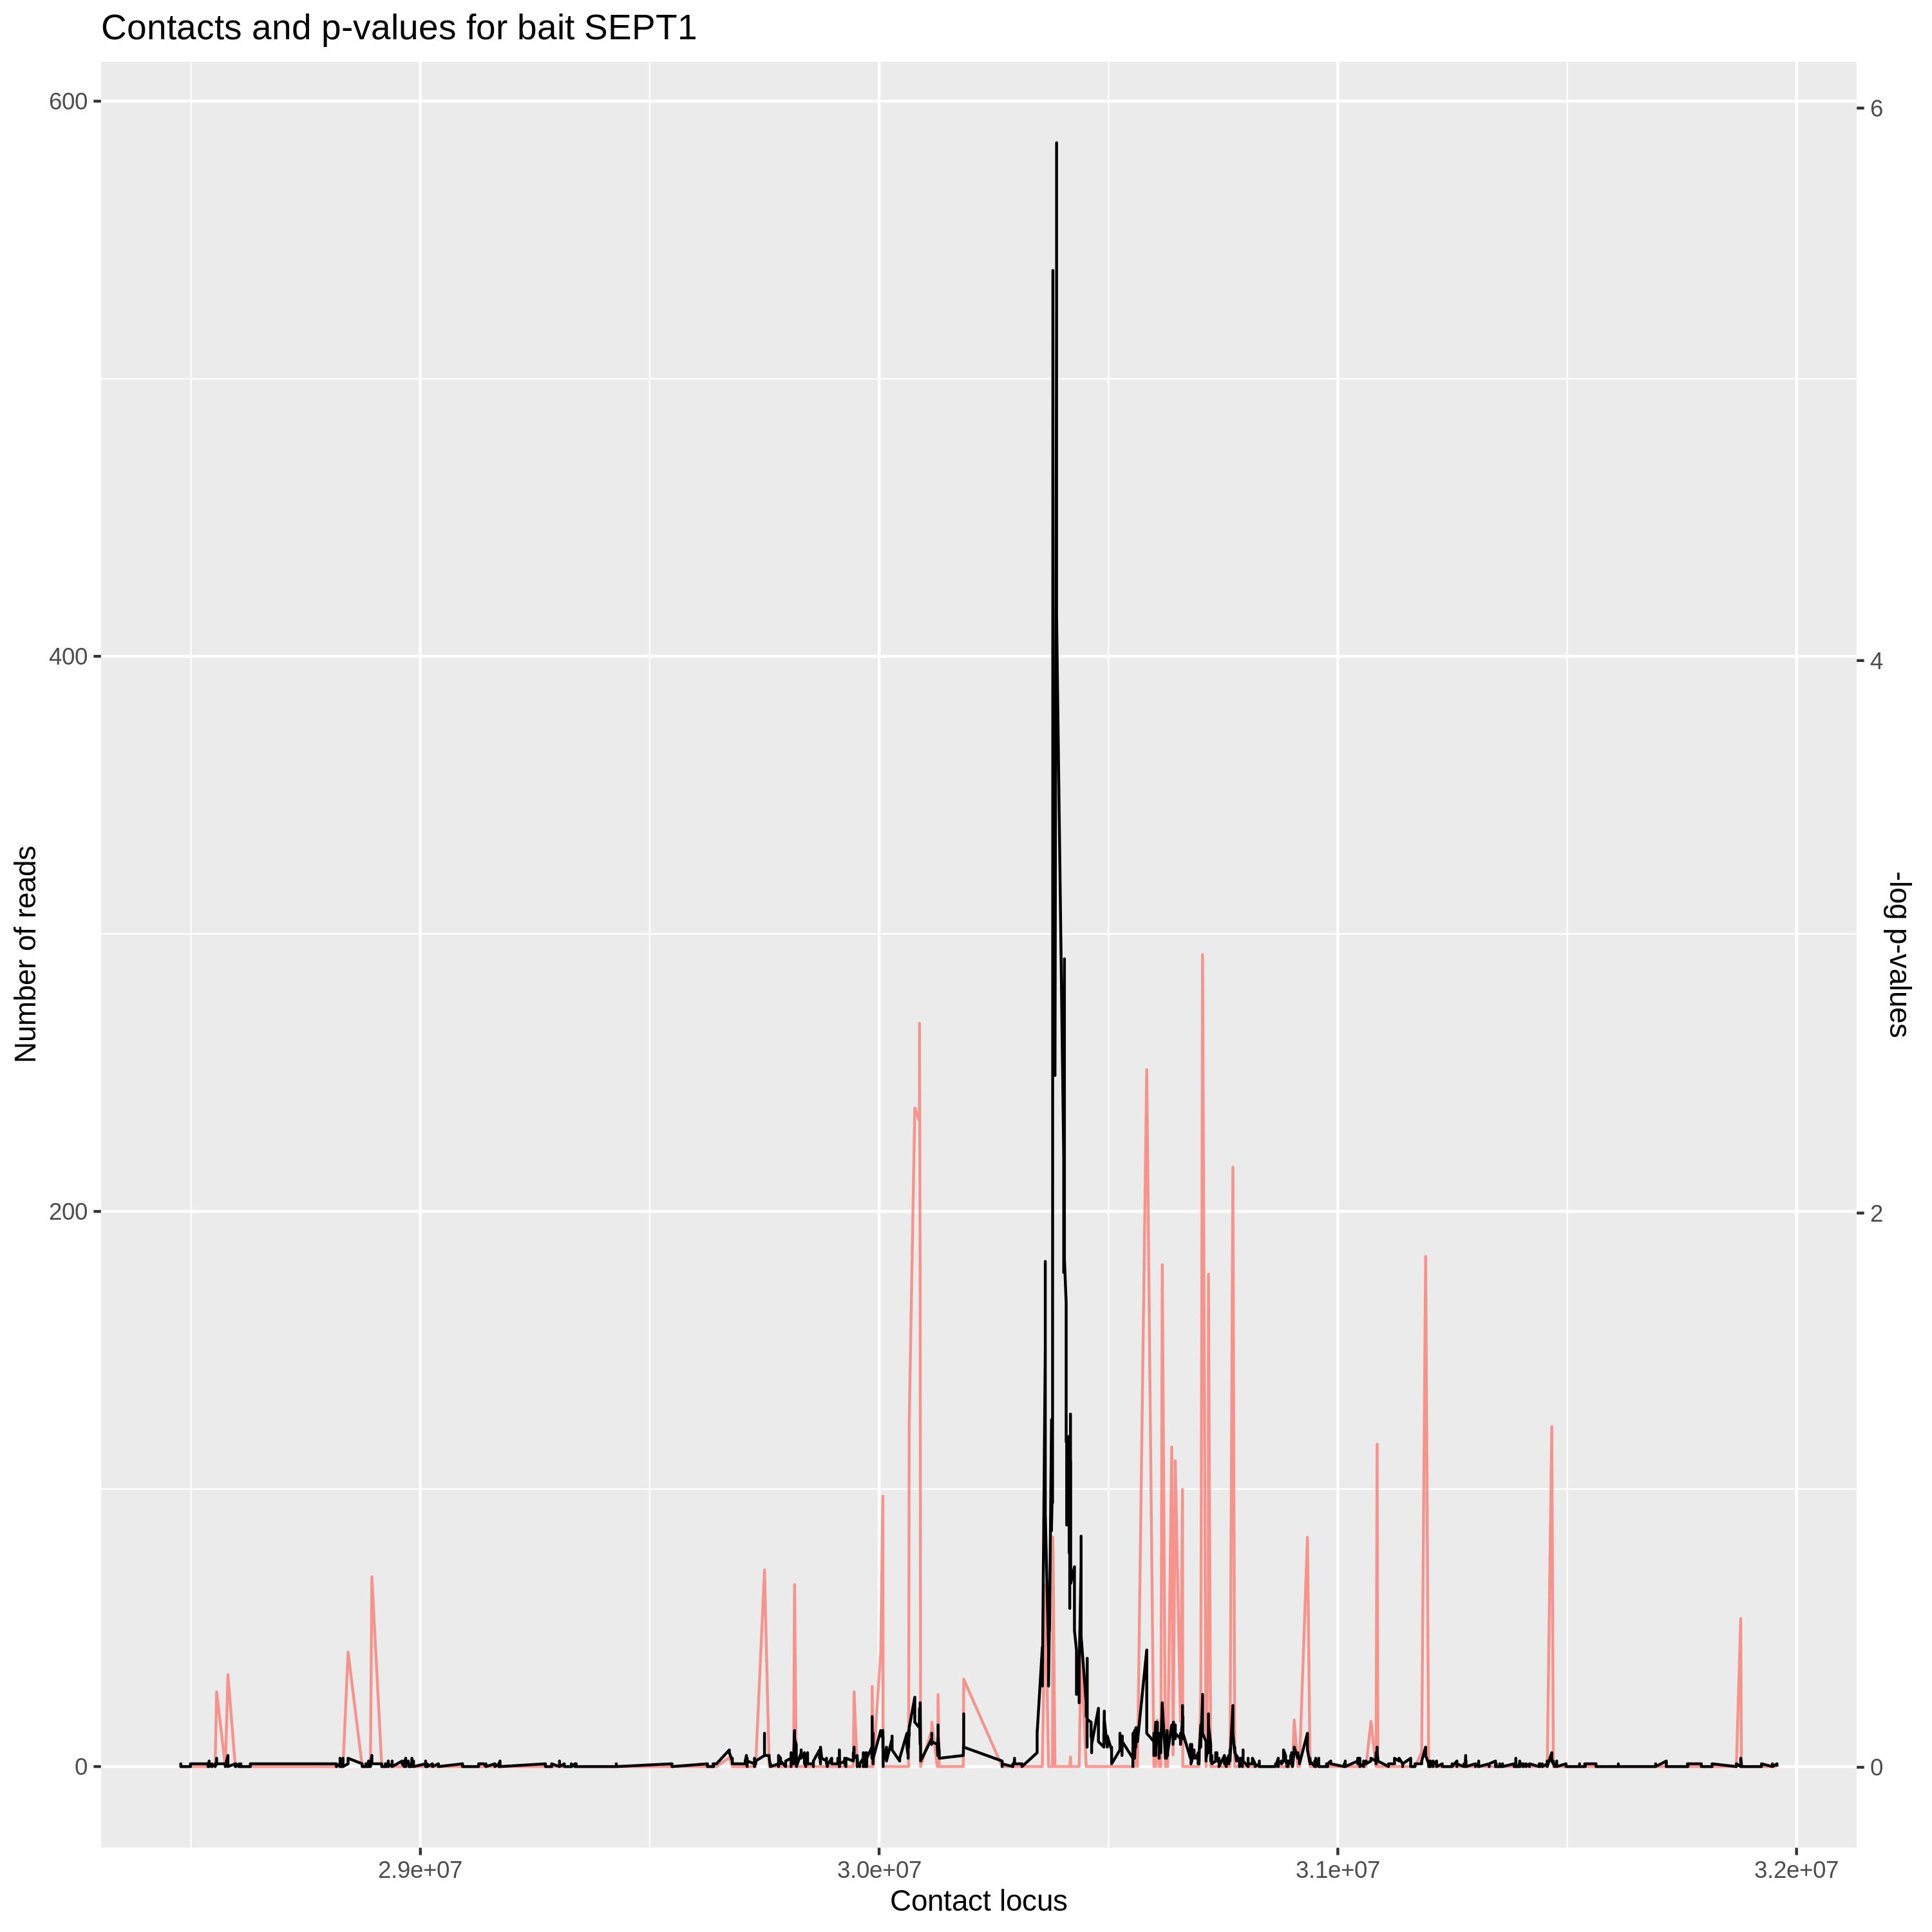 Contacts and p-values for bait SEPT1
600
400
200
0
Number of reads
6
4
2
0
-log p-values
2.9e+07
3.0e+07
3.1e+07
3.2e+07
Contact locus